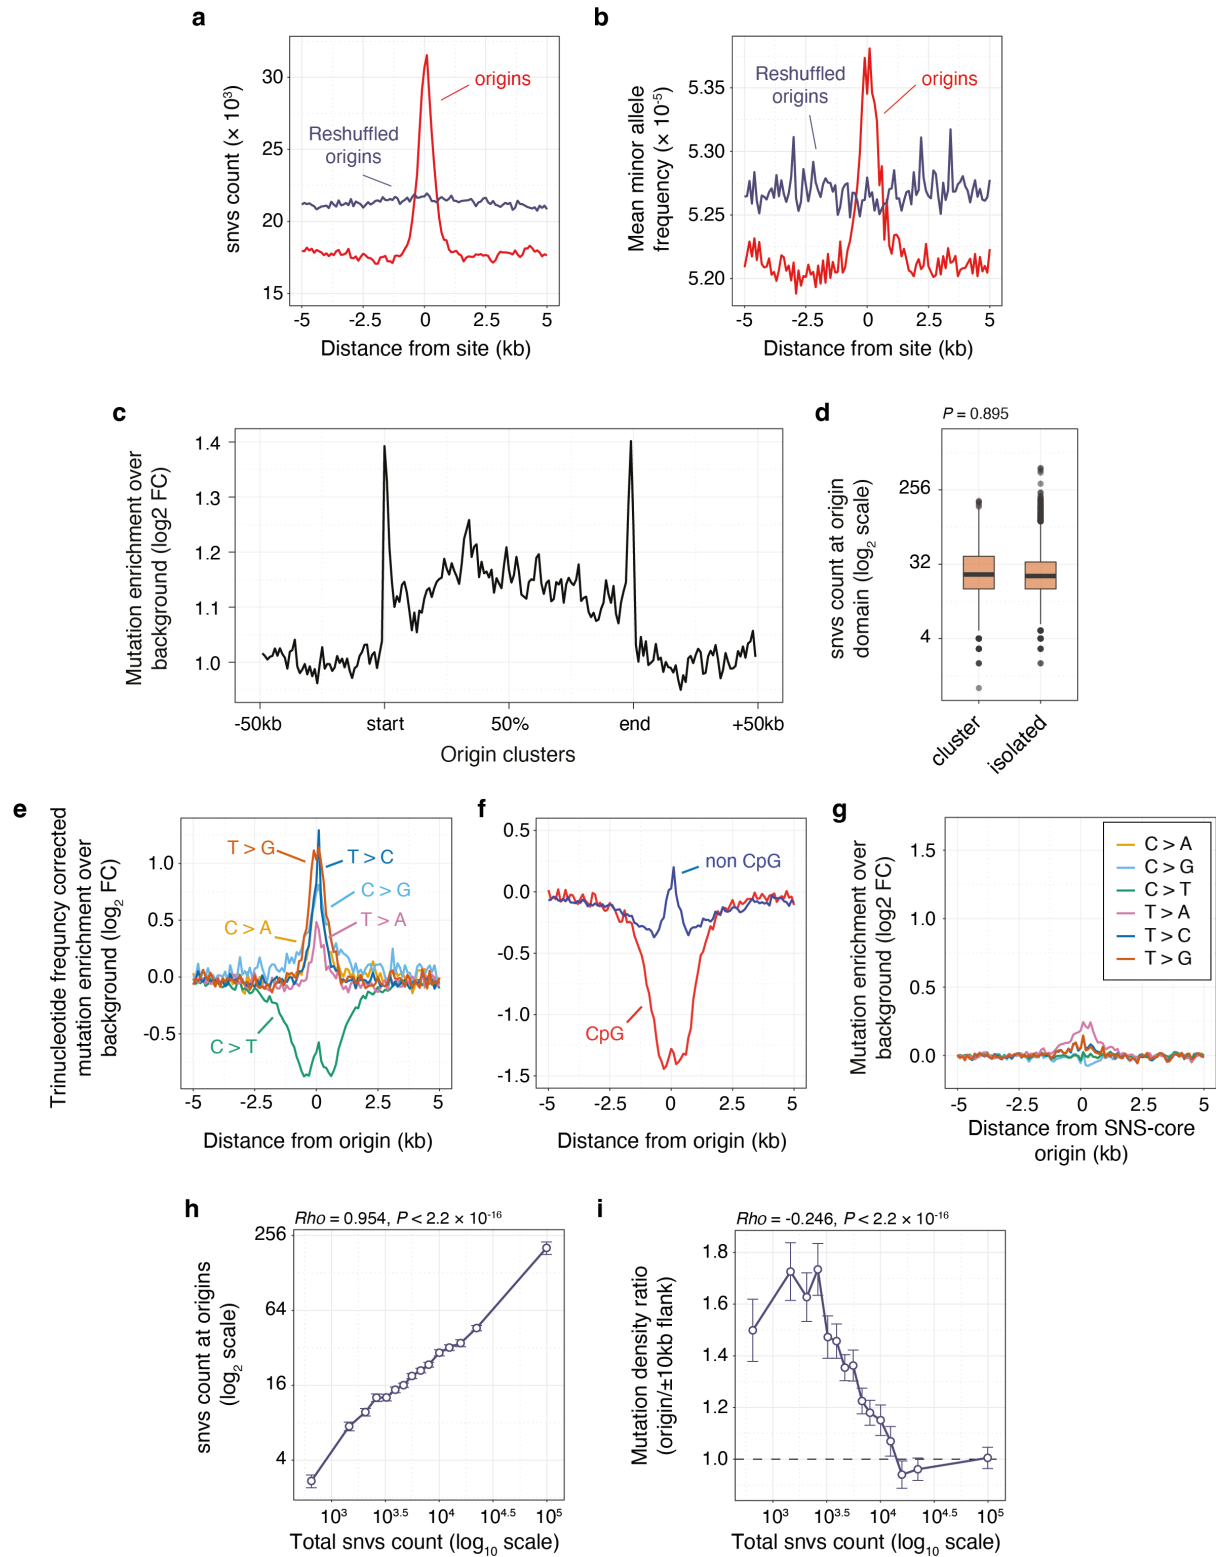 a
snvs count (× 10³)
30
25
20
15
origins
Reshuffled
origins
-5
-2.5
0
2.5
5
Distance from site (kb)
b
Mean minor allele
frequency (× 10⁻⁵)
5.35
5.30
5.25
5.20
Reshuffled
origins
origins
-5
-2.5
0
2.5
5
Distance from site (kb)
c
Mutation enrichment over
background (log2 FC)
1.4
1.3
1.2
1.1
1.0
-50kb
start
50%
end
+50kb
Origin clusters
d
P = 0.895
snvs count at origin
domain (log₂ scale)
256
32
4
cluster
isolated
e
Trinucleotide frequncy corrected
mutation enrichment over
background (log₂ FC)
1.0
0.5
0.0
-0.5
T > G
T > C
C > G
C > A
T > A
C > T
-5
-2.5
0
2.5
5
Distance from origin (kb)
f
0.5
0.0
-0.5
-1.0
-1.5
non CpG
CpG
-5
-2.5
0
2.5
5
Distance from origin (kb)
g
Mutation enrichment over
background (log2 FC)
1.5
1.0
0.5
0.0
C > A
C > G
C > T
T > A
T > C
T > G
-5
-2.5
0
2.5
5
Distance from SNS-core
origin (kb)
h
Rho = 0.954, P < 2.2 × 10⁻¹⁶
snvs count at origins
(log₂ scale)
256
64
16
4
10³
10³·⁵
10⁴
10⁴·⁵
10⁵
Total snvs count (log₁₀ scale)
i
Rho = -0.246, P < 2.2 × 10⁻¹⁶
Mutation density ratio
(origin/±10kb flank)
1.8
1.6
1.4
1.2
1.0
10³
10³·⁵
10⁴
10⁴·⁵
10⁵
Total snvs count (log₁₀ scale)